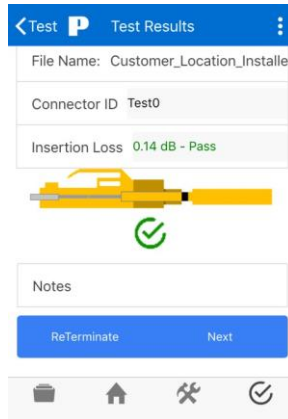 Test P Test Results
File Name: Customer_Location_Installe
Connector ID Test0
Insertion Loss 0.14 dB - Pass
Notes
ReTerminate Next